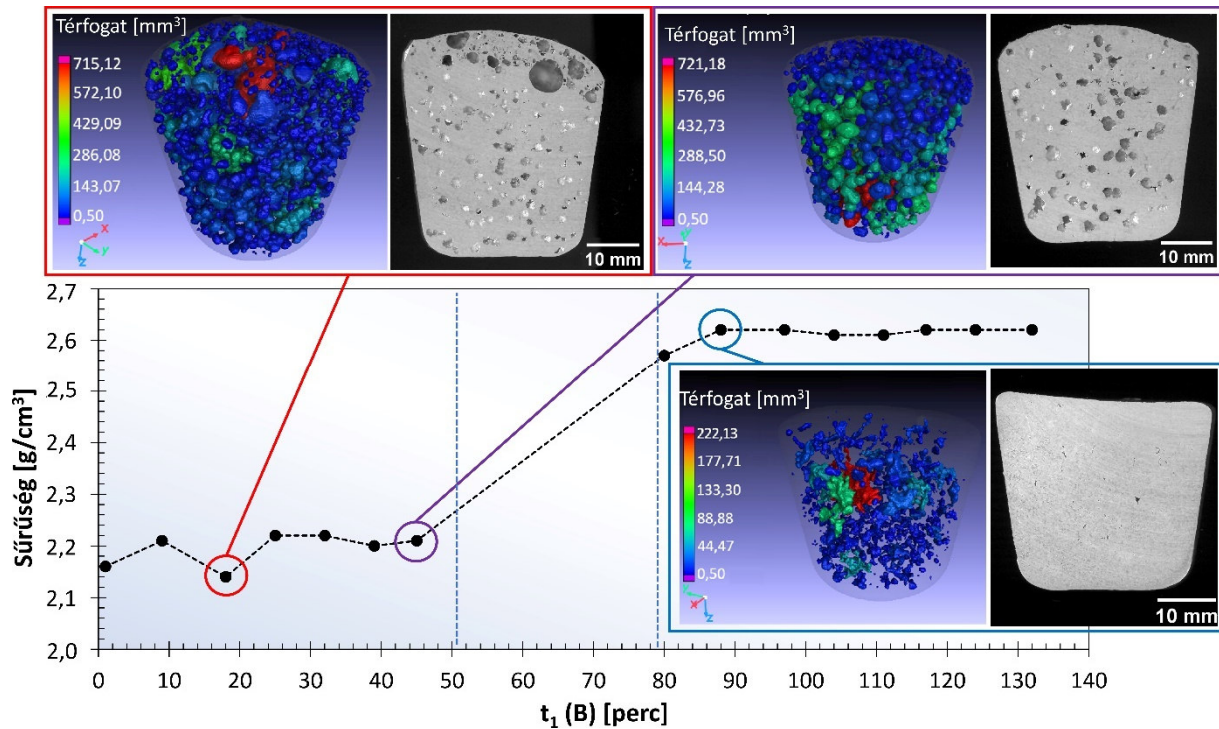 Térfogat [mm³]
715,12
572,10
429,09
286,08
143,07
0,50
X
Y
Z
10 mm
Térfogat [mm³]
721,18
576,96
432,73
288,50
144,28
0,50
X
Y
Z
10 mm
Sűrűség [g/cm³]
2,7
2,6
2,5
2,4
2,3
2,2
2,1
2,0
Térfogat [mm³]
222,13
177,71
133,30
88,88
44,47
0,50
Y
X
Z
10 mm
0 10 20 30 40 50 60 70 80 90 100 110 120 130 140
t₁ (B) [perc]